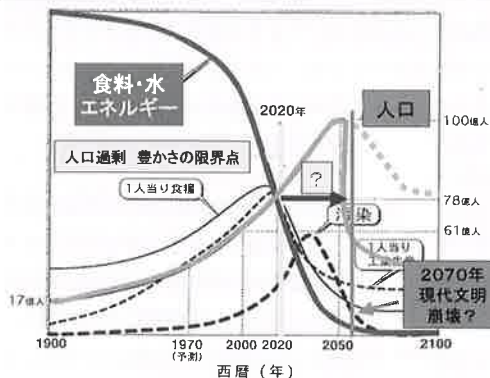 食料・水
エネルギー
2020年
人口
100億人
人口過剰 豊かさの限界点
?
1人当り食糧
78億人
汚染
61億人
1人当り
2070年
現代文明
崩壊?
17億人
1900
1970
(予測)
2000
2020
2050
2100
西暦(年)